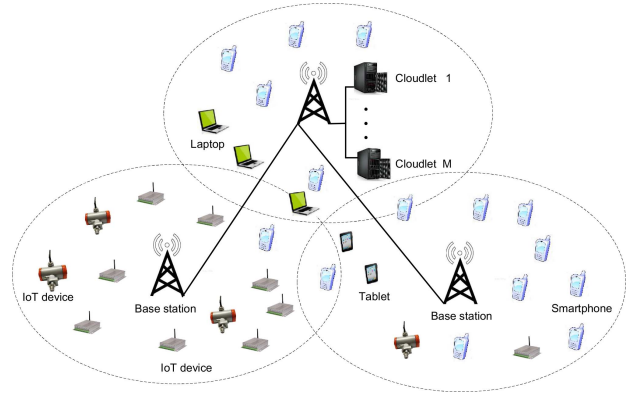 Cloudlet 1
Laptop
Cloudlet M
IoT device
Base station
Tablet
Base station
Smartphone
IoT device